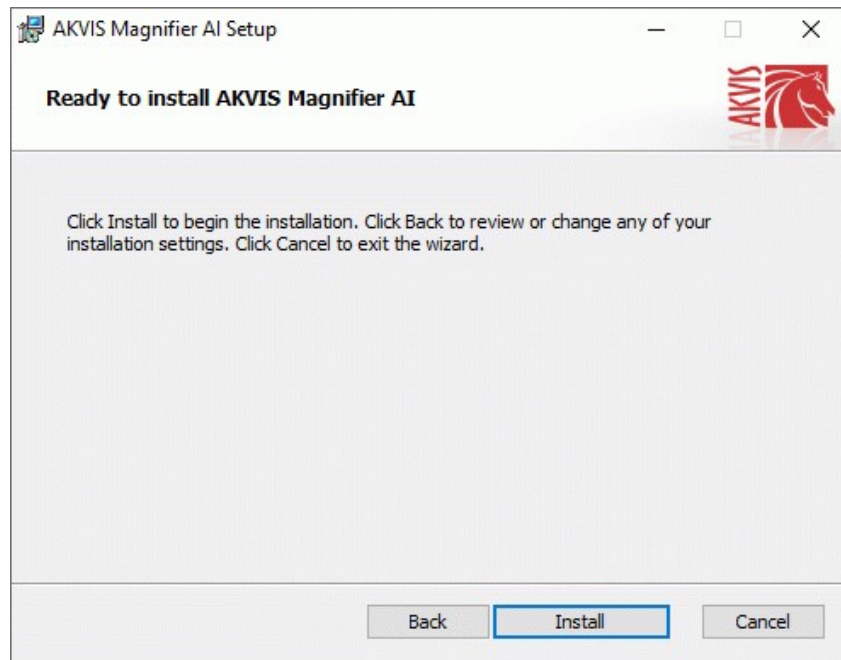 AKVIS Magnifier AI Setup
Ready to install AKVIS Magnifier AI
AKVIS
Click Install to begin the installation. Click Back to review or change any of your
installation settings. Click Cancel to exit the wizard.
Back Install Cancel